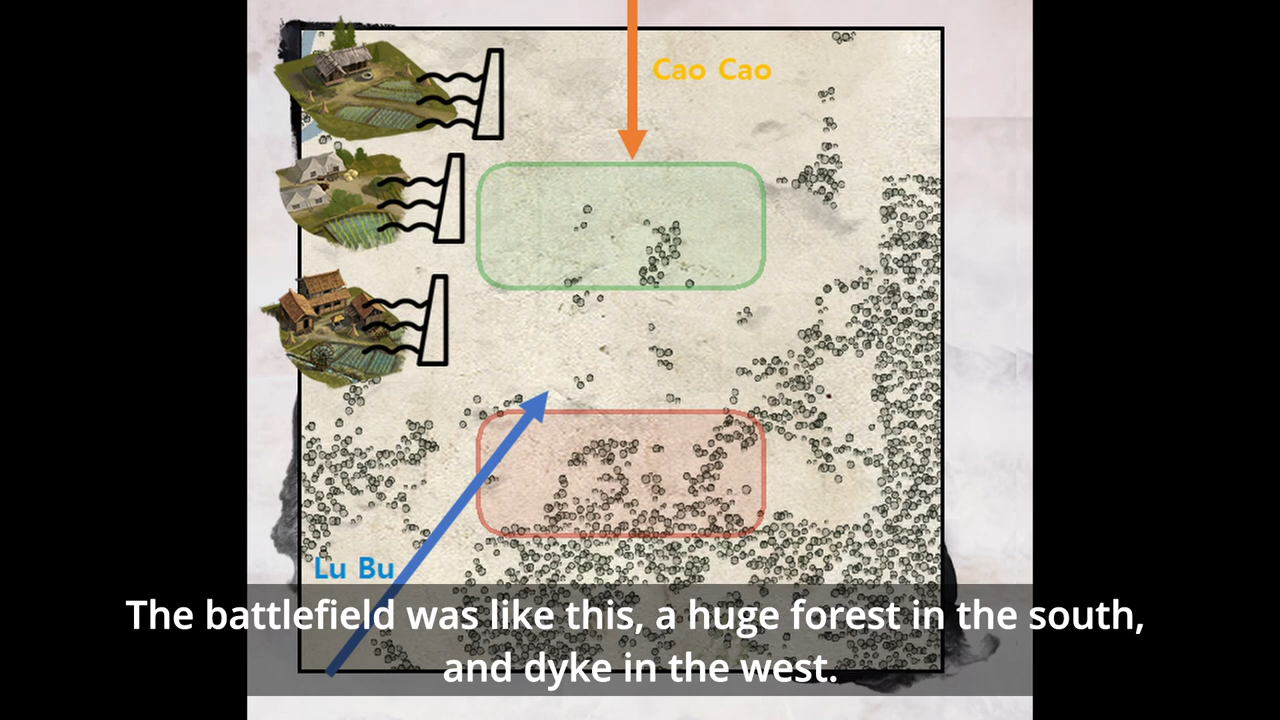 Cao Cao
Lu Bu
The battlefield was like this, a huge forest in the south,
and dyke in the west.